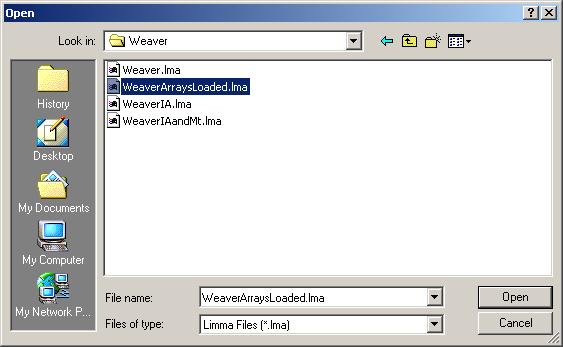 Open
Look in: Weaver
History
Desktop
My Documents
My Computer
My Network P...
Weaver.lma
WeaverArraysLoaded.lma
WeaverIA.lma
WeaverIAandMt.lma
File name: WeaverArraysLoaded.lma Open
Files of type: Limma Files (*.lma) Cancel